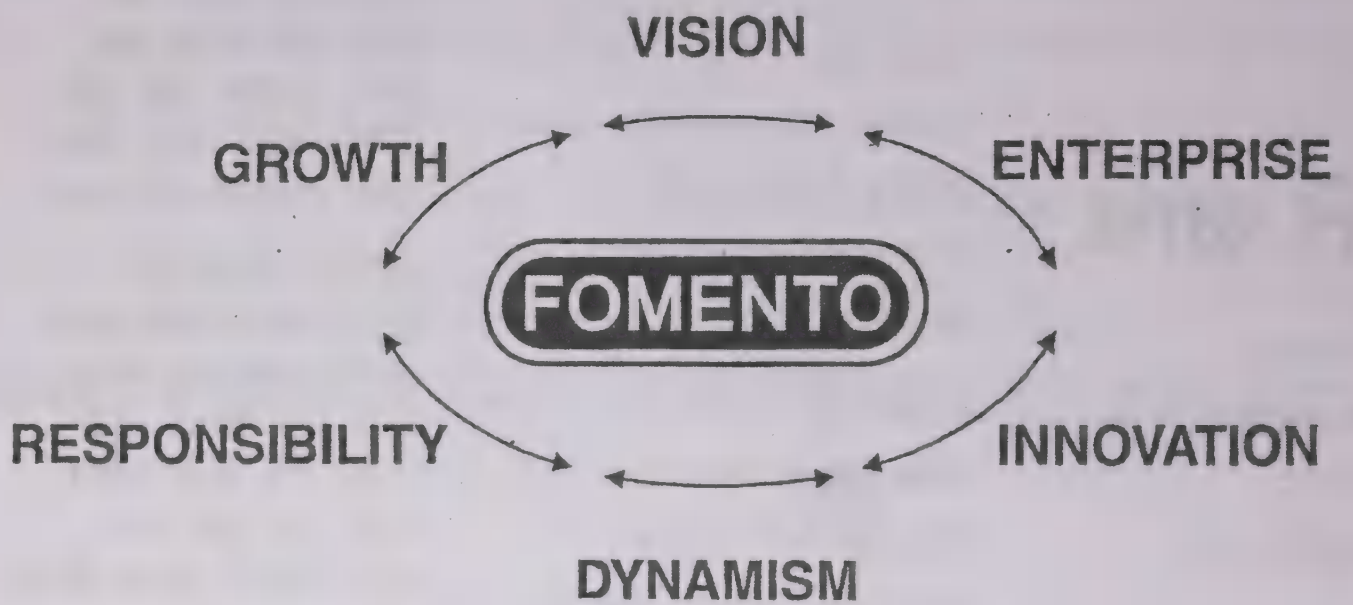 VISION
GROWTH
ENTERPRISE
FOMENTO
RESPONSIBILITY
INNOVATION
DYNAMISM